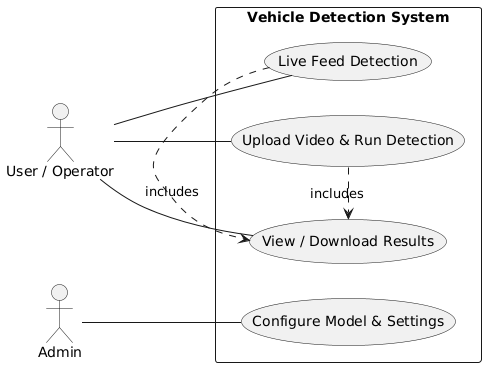 Vehicle Detection System
Live Feed Detection
Upload Video & Run Detection
User / Operator
includes
includes
View / Download Results
Configure Model & Settings
Admin